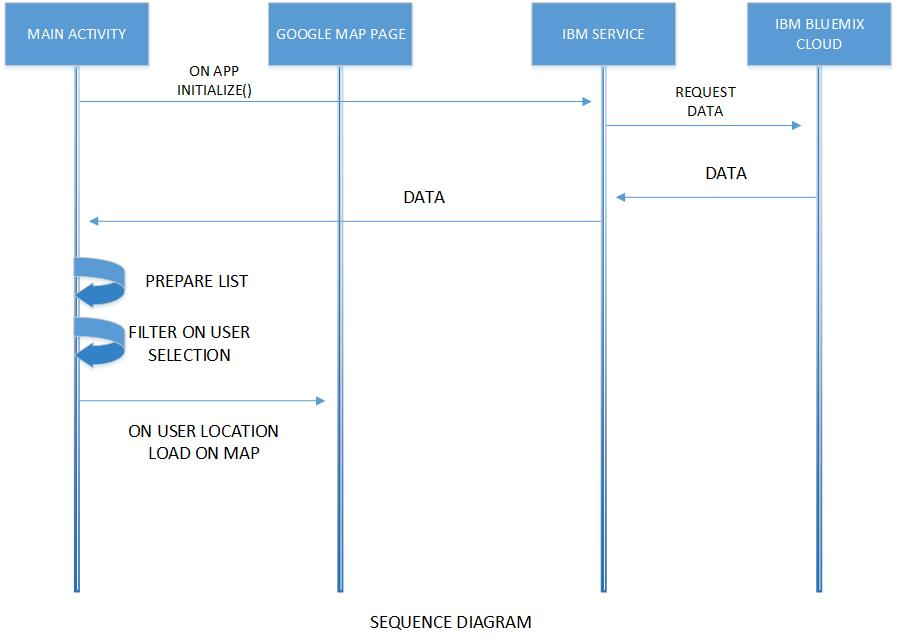 MAIN ACTIVITY
GOOGLE MAP PAGE
IBM SERVICE
IBM BLUEMIX
CLOUD
ON APP
INITIALIZE()
REQUEST
DATA
DATA
DATA
PREPARE LIST
FILTER ON USER
SELECTION
ON USER LOCATION
LOAD ON MAP
SEQUENCE DIAGRAM